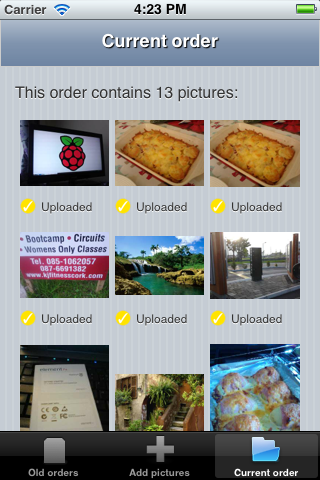 Carrier 4:23 PM
Current order
This order contains 13 pictures:
Uploaded Uploaded Uploaded
• Bootcamp • Circuits
• Womens Only Classes
Tel. 085-1062057
087-6691382
www.kjfitnesscork.com
Uploaded Uploaded Uploaded
Old orders Add pictures Current order